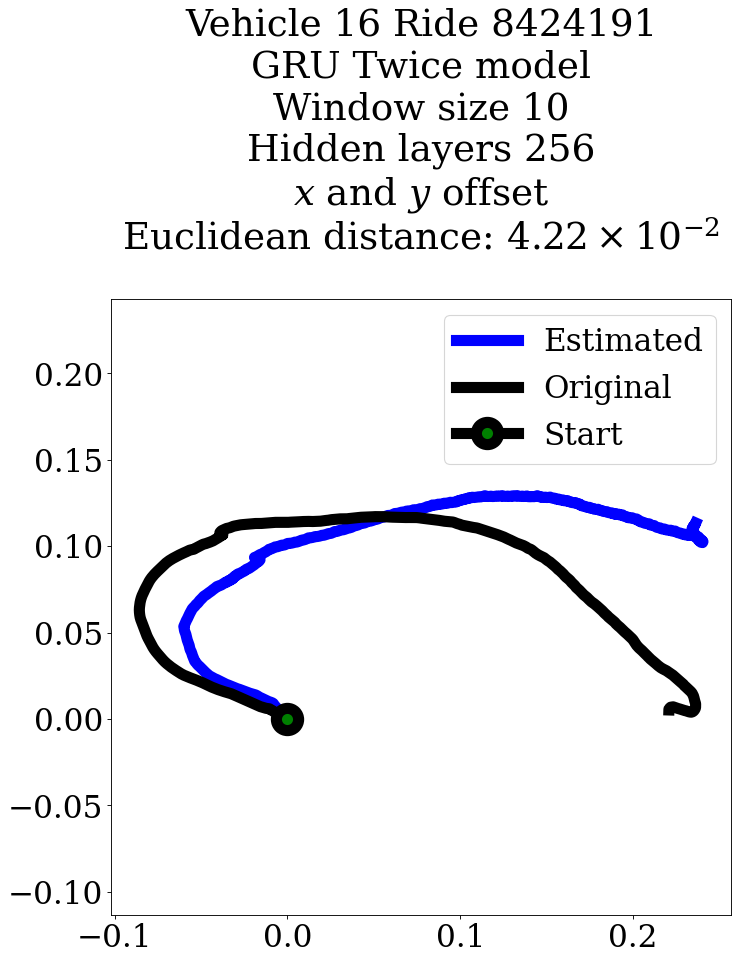 Vehicle 16 Ride 8424191
GRU Twice model
Window size 10
Hidden layers 256
x and y offset
Euclidean distance: 4.22 × 10⁻²
Estimated
Original
Start
0.20
0.15
0.10
0.05
0.00
−0.05
−0.10
−0.1 0.0 0.1 0.2